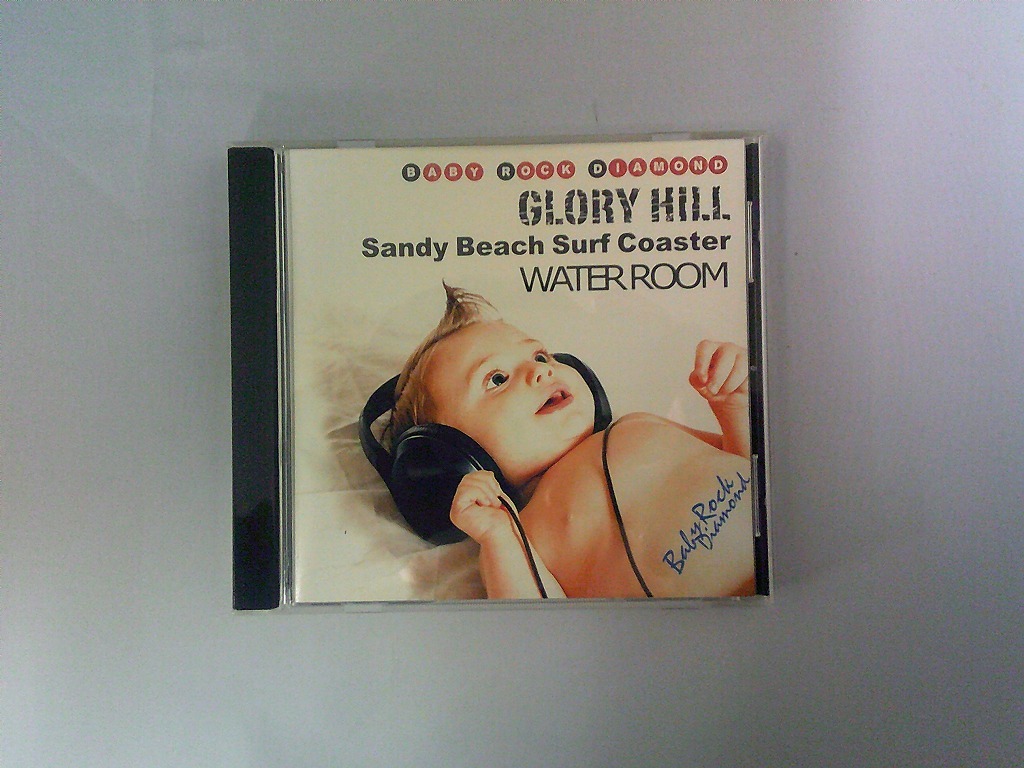 BABY ROCK DIAMOND
GLORY HILL
Sandy Beach Surf Coaster
WATER ROOM
Baby Rock
Diamond